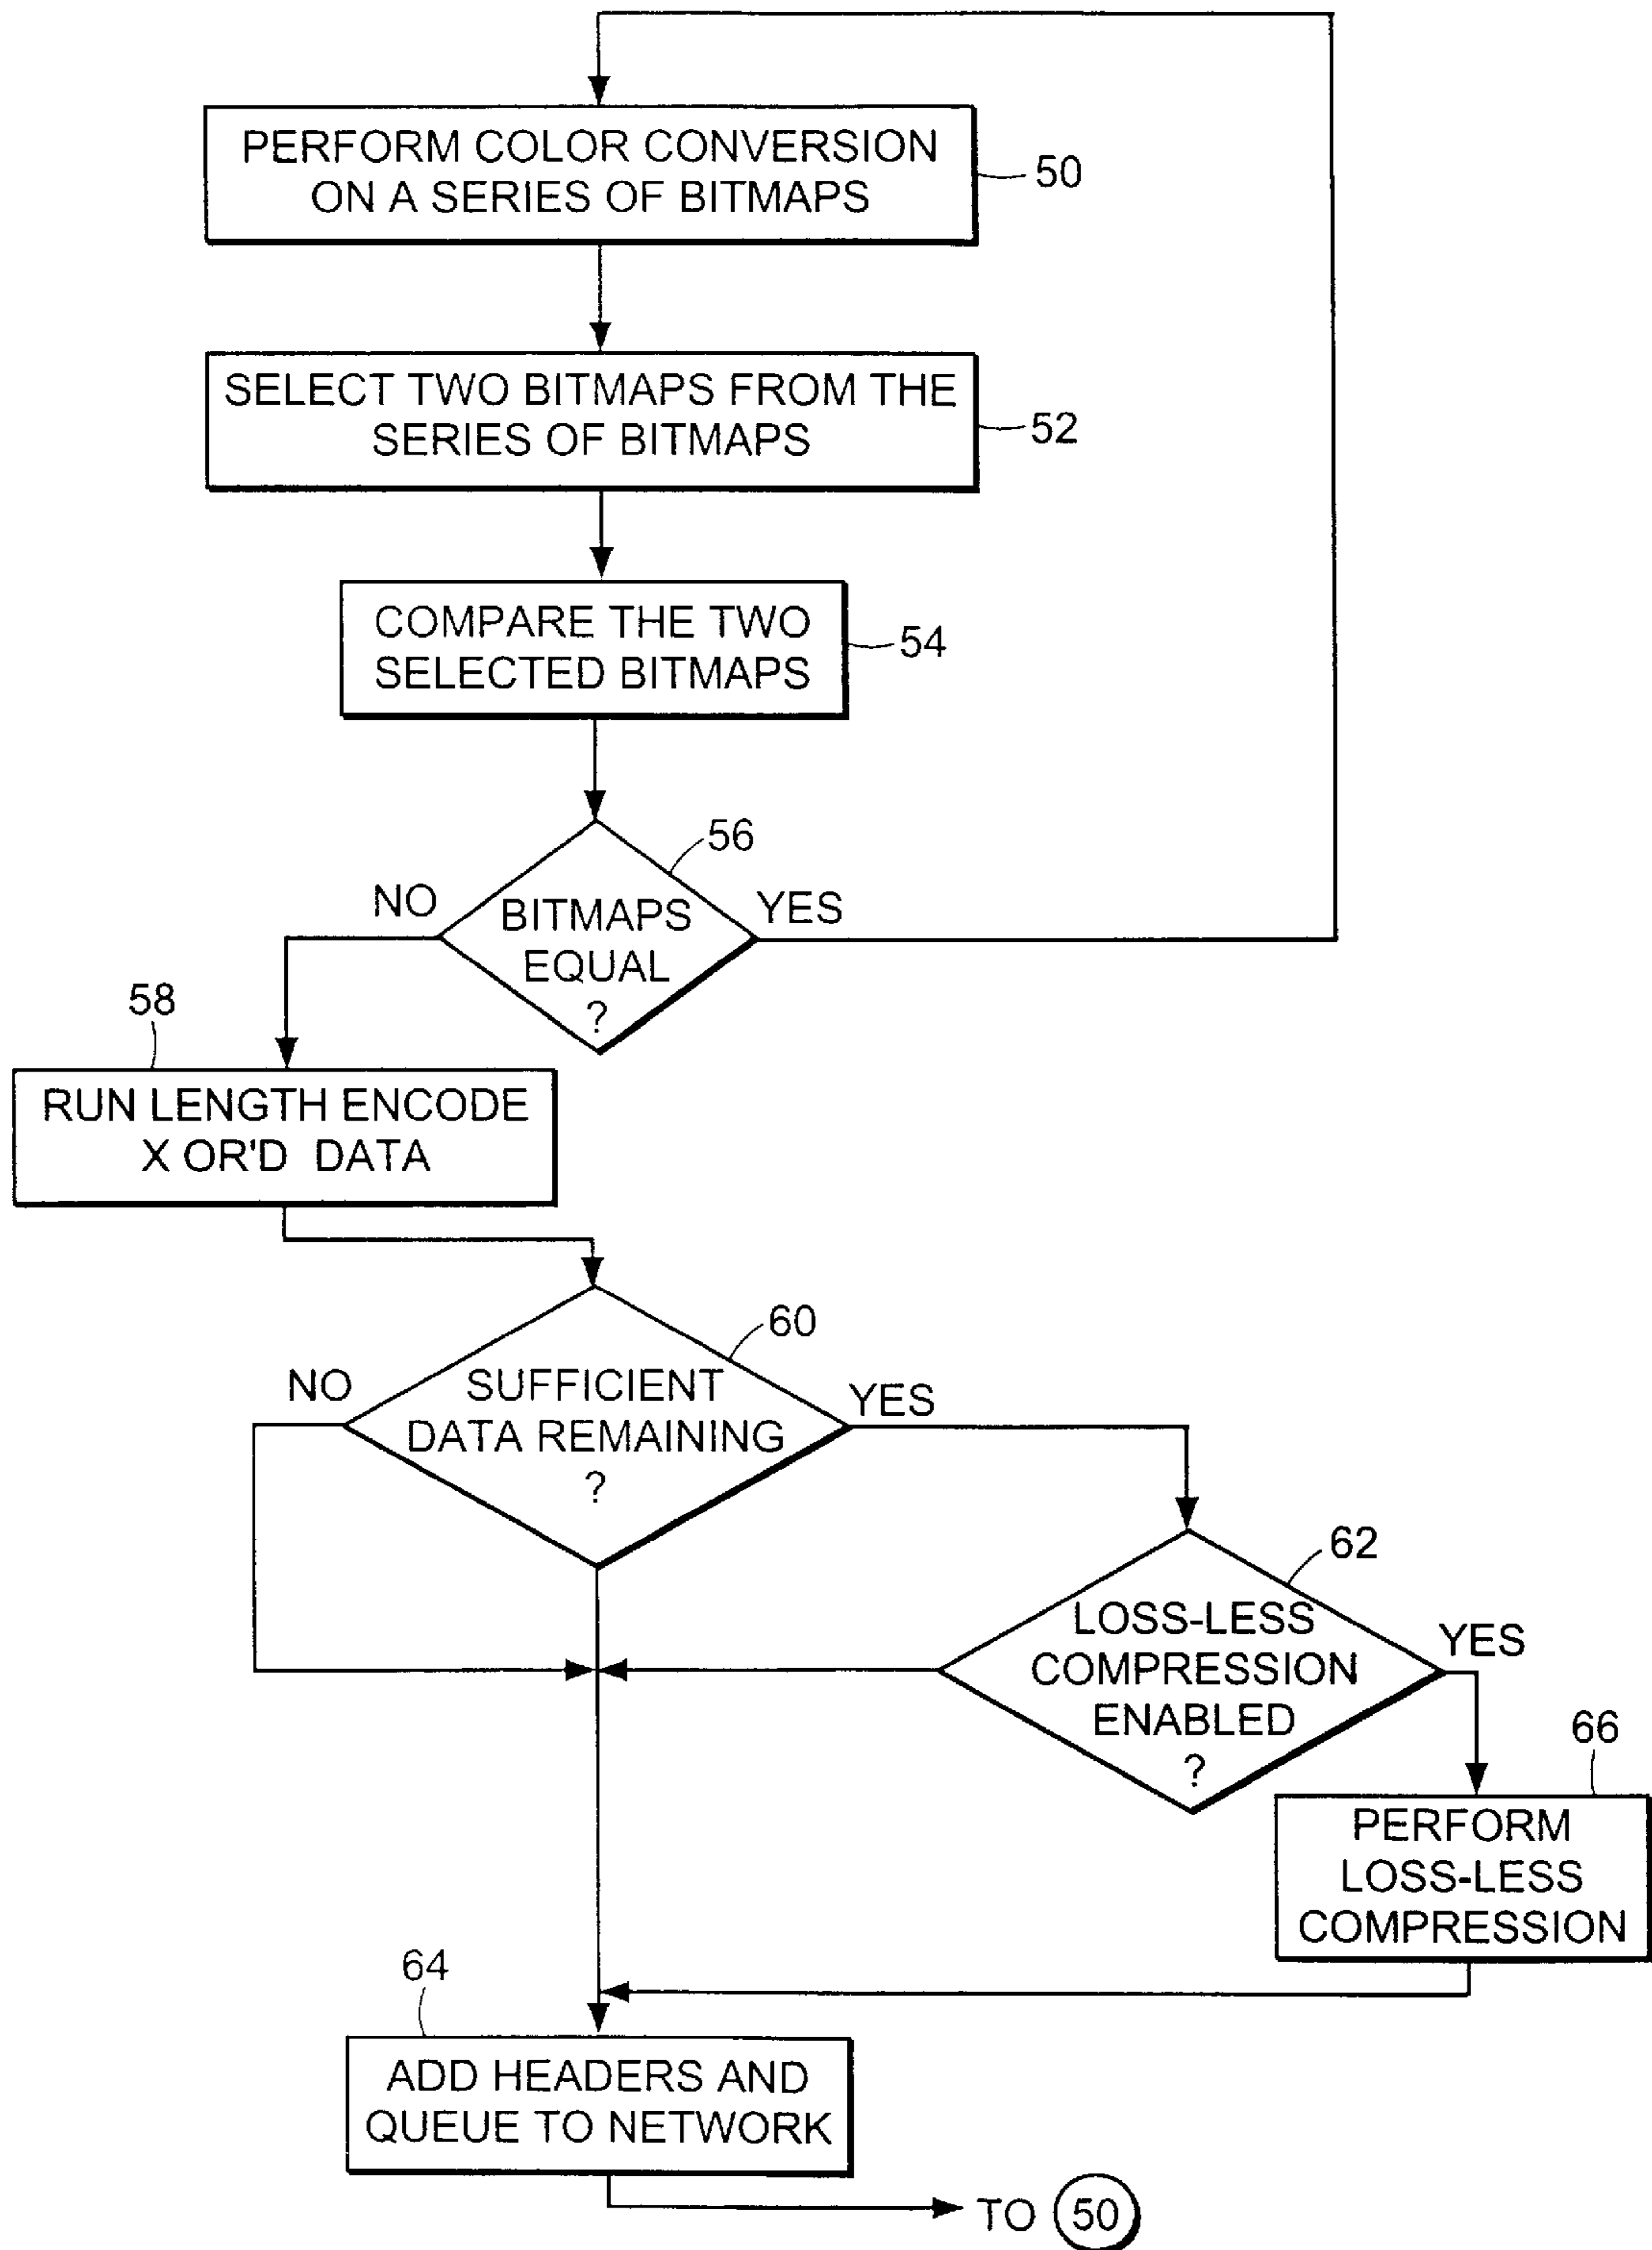 PERFORM COLOR CONVERSION
ON A SERIES OF BITMAPS
50
SELECT TWO BITMAPS FROM THE
SERIES OF BITMAPS
52
COMPARE THE TWO
SELECTED BITMAPS
54
56
NO
YES
BITMAPS
EQUAL
?
58
RUN LENGTH ENCODE
X OR'D DATA
60
NO
YES
SUFFICIENT
DATA REMAINING
?
62
LOSS-LESS
COMPRESSION
ENABLED
?
YES
66
PERFORM
LOSS-LESS
COMPRESSION
64
ADD HEADERS AND
QUEUE TO NETWORK
TO 50